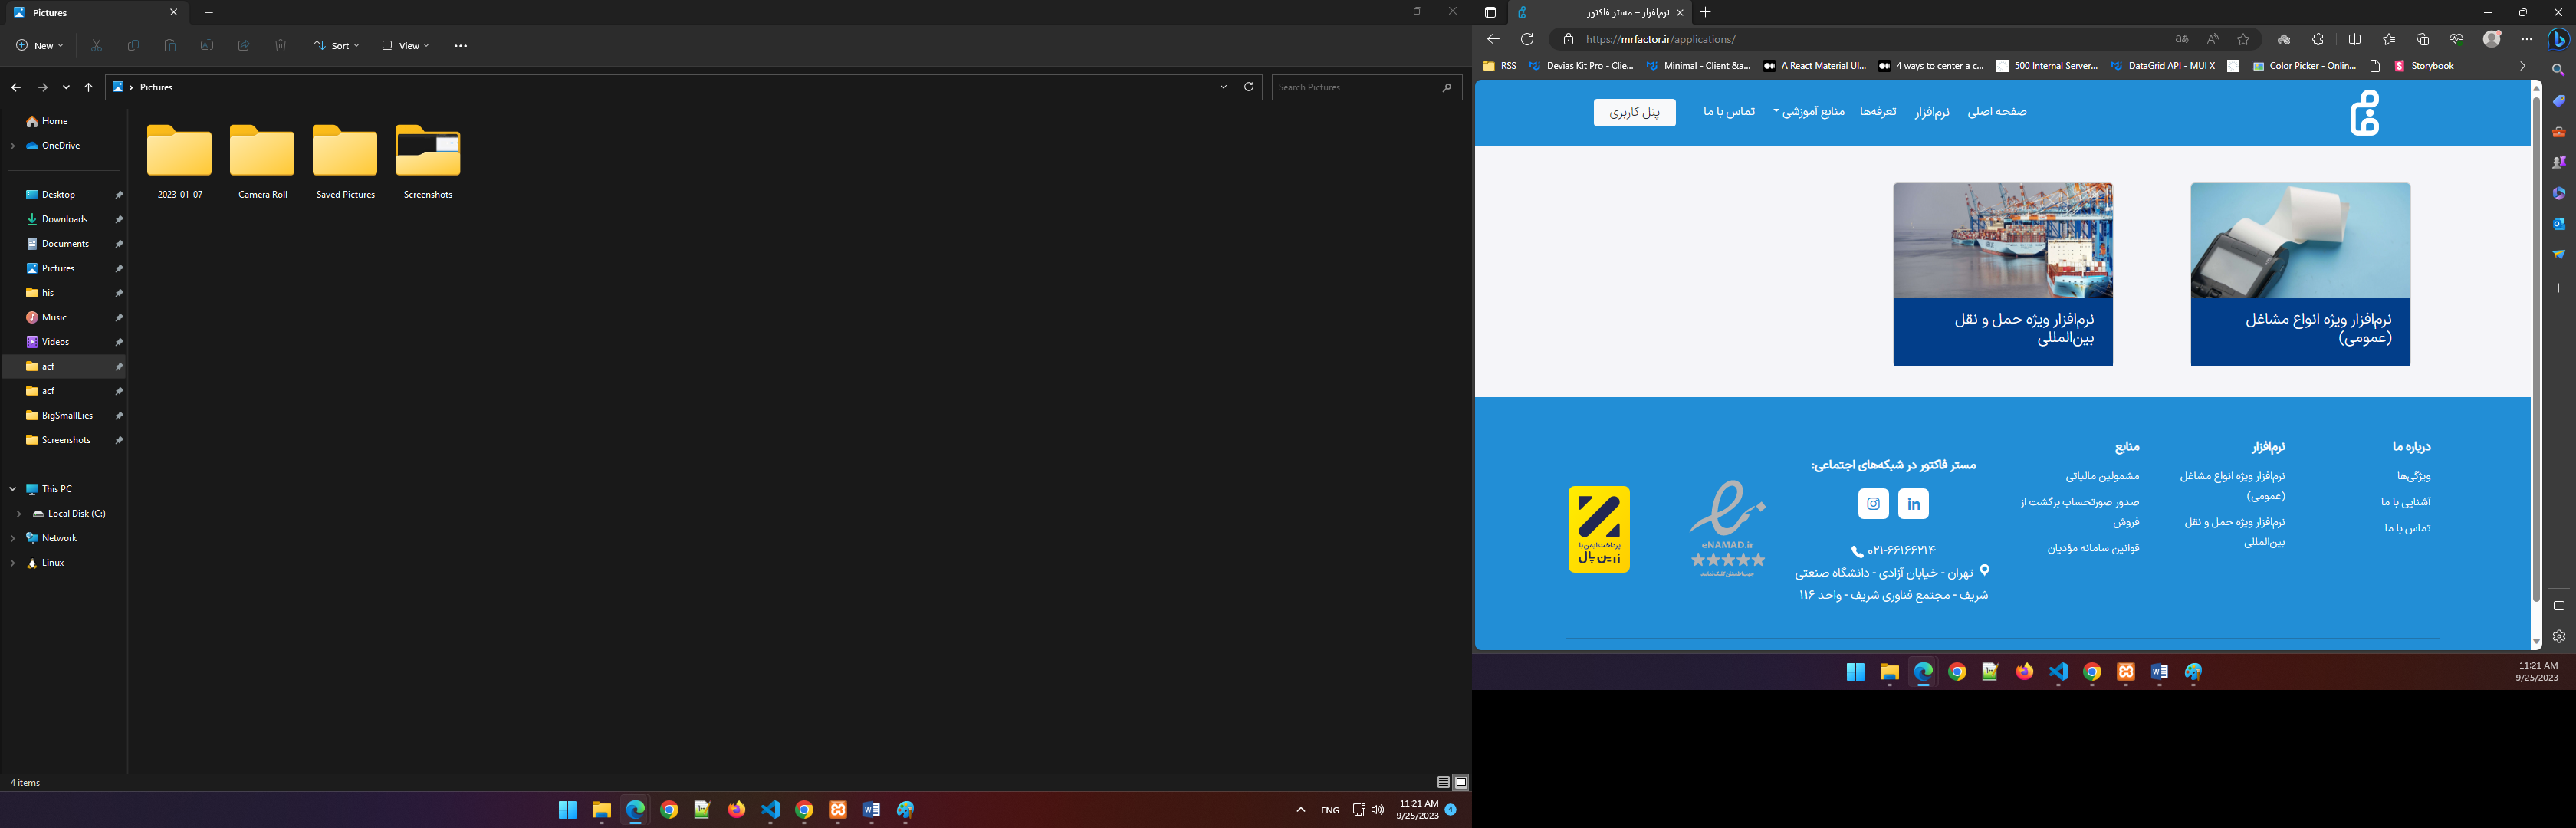 Pictures
New
Sort
View
Pictures
Search Pictures
Home
OneDrive
Desktop
Downloads
Documents
Pictures
his
Music
Videos
acf
acf
BigSmallLies
Screenshots
This PC
Local Disk (C:)
Network
Linux
2023-01-07
Camera Roll
Saved Pictures
Screenshots
4 items
ENG
11:21 AM
9/25/2023
4
نرم‌افزار – مستر فاکتور
https://mrfactor.ir/applications/
RSS
Devias Kit Pro - Clie...
Minimal - Client &a...
A React Material UI...
4 ways to center a c...
500 Internal Server...
DataGrid API - MUI X
Color Picker - Onlin...
Storybook
صفحه اصلی
نرم‌افزار
تعرفه‌ها
منابع آموزشی
تماس با ما
پنل کاربری
نرم‌افزار ویژه انواع مشاغل
(عمومی)
نرم‌افزار ویژه حمل و نقل
بین‌المللی
درباره ما
ویژگی‌ها
آشنایی با ما
تماس با ما
نرم‌افزار
نرم‌افزار ویژه انواع مشاغل
(عمومی)
نرم‌افزار ویژه حمل و نقل
بین‌المللی
منابع
مشمولین مالیاتی
صدور صورتحساب برگشت از
فروش
قوانین سامانه مؤدیان
مستر فاکتور در شبکه‌های اجتماعی:
۰۲۱-۶۶۱۶۶۲۱۴
تهران - خیابان آزادی - دانشگاه صنعتی
شریف - مجتمع فناوری شریف - واحد ۱۱۶
eNAMAD.ir
جهت اطمینان کلیک نمایید
پرداخت ایمن با
زرین پال
11:21 AM
9/25/2023